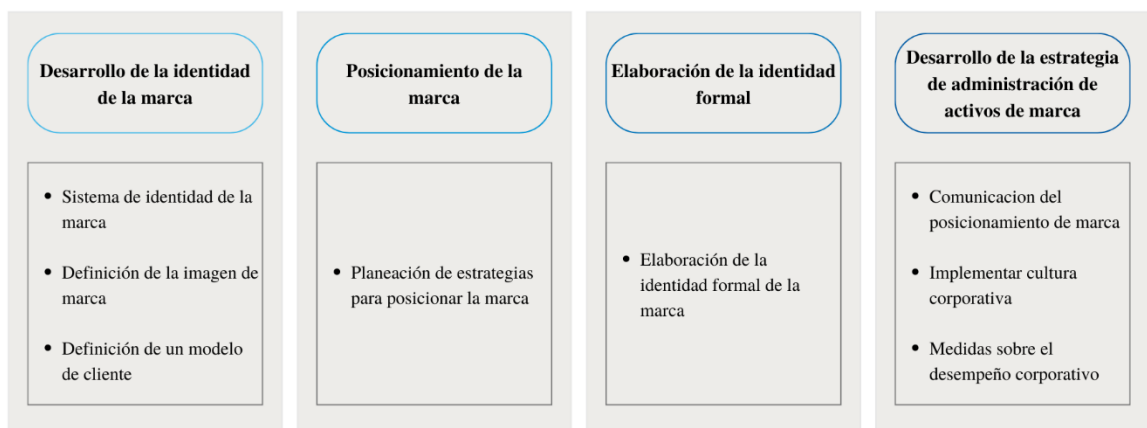 Desarrollo de la identidad
de la marca
Sistema de identidad de la
marca
Definición de la imagen de
marca
Definición de un modelo
de cliente
Posicionamiento de la
marca
Planeación de estrategias
para posicionar la marca
Elaboración de la identidad
formal
Elaboración de la
identidad formal de la
marca
Desarrollo de la estrategia
de administración de
activos de marca
Comunicacion del
posicionamiento de marca
Implementar cultura
corporativa
Medidas sobre el
desempeño corporativo